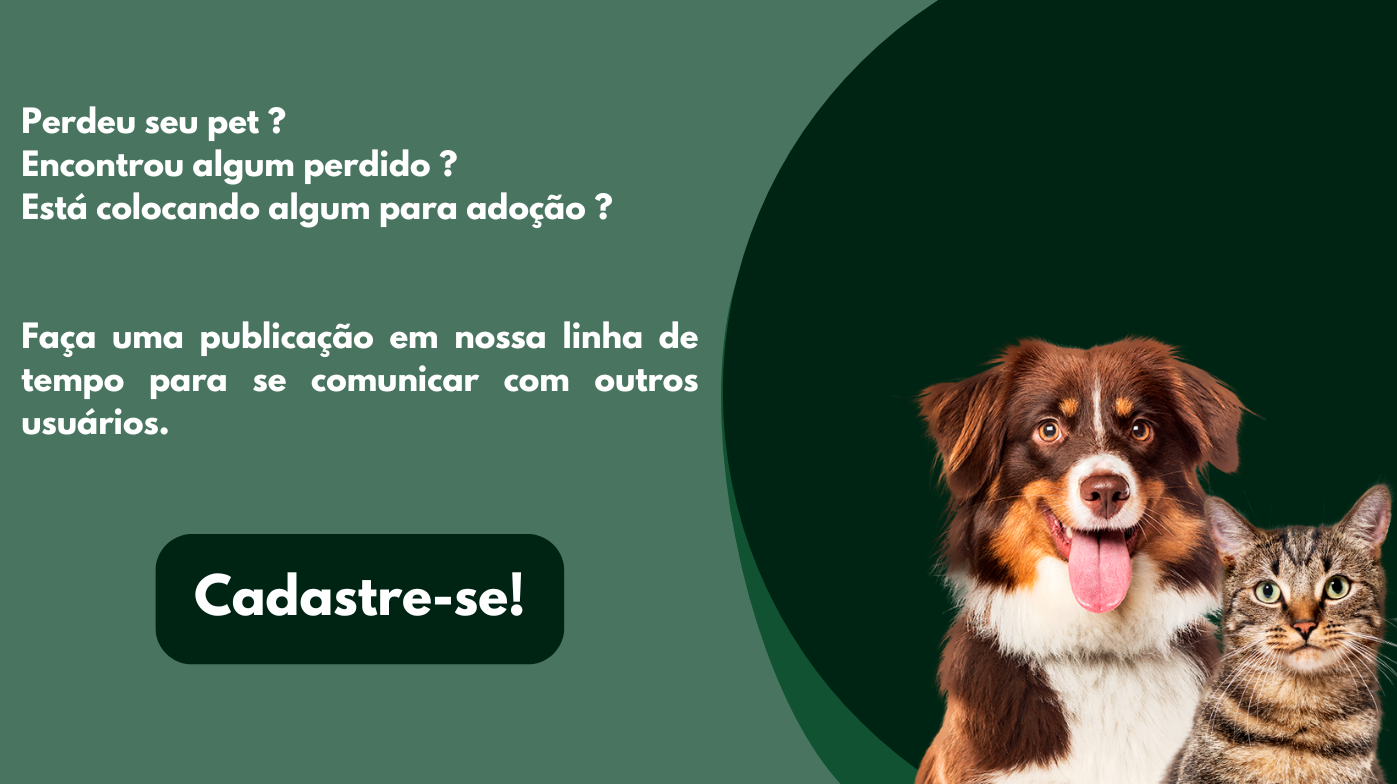 Perdeu seu pet ?
Encontrou algum perdido ?
Está colocando algum para adoção ?
Faça uma publicação em nossa linha de
tempo para se comunicar com outros
usuários.
Cadastre-se!